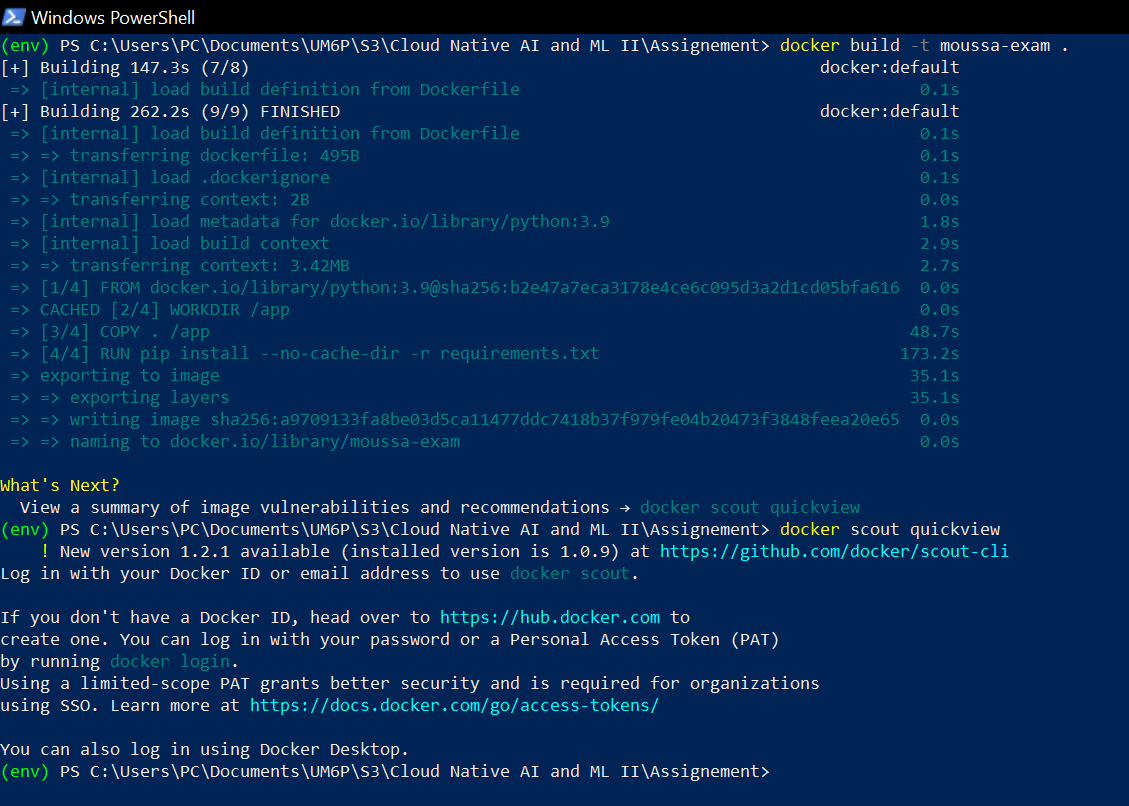 Windows PowerShell
(env) PS C:\Users\PC\Documents\UM6P\S3\Cloud Native AI and ML II\Assignement> docker build -t moussa-exam .
[+] Building 147.3s (7/8) docker:default
=> [internal] load build definition from Dockerfile 0.1s
[+] Building 262.2s (9/9) FINISHED docker:default
=> [internal] load build definition from Dockerfile 0.1s
=> => transferring dockerfile: 495B 0.1s
=> [internal] load .dockerignore 0.1s
=> => transferring context: 2B 0.0s
=> [internal] load metadata for docker.io/library/python:3.9 1.8s
=> [internal] load build context 2.9s
=> => transferring context: 3.42MB 2.7s
=> [1/4] FROM docker.io/library/python:3.9@sha256:b2e47a7eca3178e4ce6c095d3a2d1cd05bfa616 0.0s
=> CACHED [2/4] WORKDIR /app 0.0s
=> [3/4] COPY . /app 48.7s
=> [4/4] RUN pip install --no-cache-dir -r requirements.txt 173.2s
=> exporting to image 35.1s
=> => exporting layers 35.1s
=> => writing image sha256:a9709133fa8be03d5ca11477ddc7418b37f979fe04b20473f3848feea20e65 0.0s
=> => naming to docker.io/library/moussa-exam 0.0s
What's Next?
View a summary of image vulnerabilities and recommendations → docker scout quickview
(env) PS C:\Users\PC\Documents\UM6P\S3\Cloud Native AI and ML II\Assignement> docker scout quickview
! New version 1.2.1 available (installed version is 1.0.9) at https://github.com/docker/scout-cli
Log in with your Docker ID or email address to use docker scout.
If you don't have a Docker ID, head over to https://hub.docker.com to
create one. You can log in with your password or a Personal Access Token (PAT)
by running docker login.
Using a limited-scope PAT grants better security and is required for organizations
using SSO. Learn more at https://docs.docker.com/go/access-tokens/
You can also log in using Docker Desktop.
(env) PS C:\Users\PC\Documents\UM6P\S3\Cloud Native AI and ML II\Assignement>